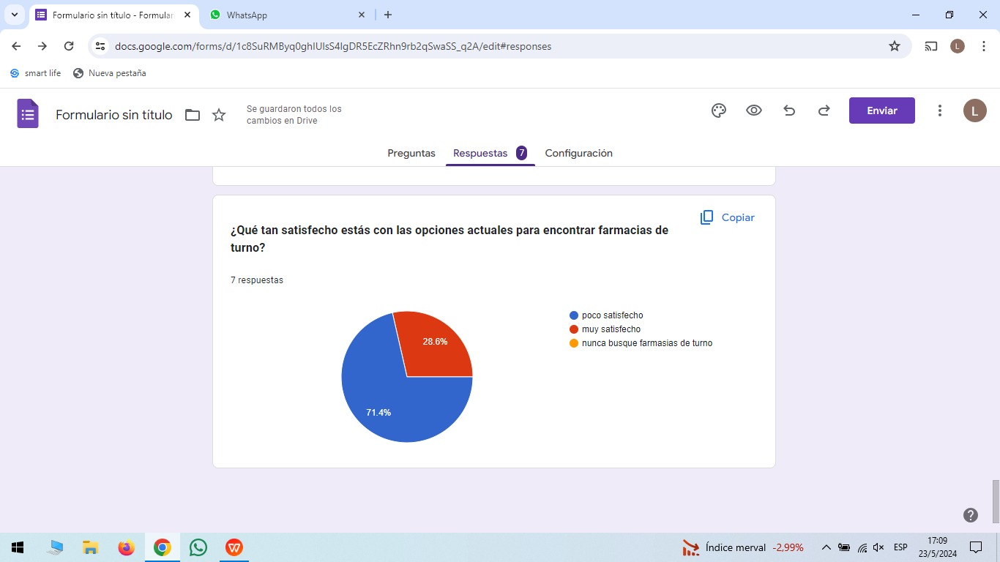 Formulario sin título - Formular
WhatsApp
docs.google.com/forms/d/1c8SuRMByq0ghIUIsS4IgDR5EcZRhn9rb2qSwaSS_q2A/edit#responses
L
smart life
Nueva pestaña
Formulario sin título
Se guardaron todos los
cambios en Drive
Enviar
L
Preguntas
Respuestas 7
Configuración
Copiar
¿Qué tan satisfecho estás con las opciones actuales para encontrar farmacias de
turno?
7 respuestas
28.6%
71.4%
poco satisfecho
muy satisfecho
nunca busque farmasias de turno
Índice merval -2,99%
ESP
17:09
23/5/2024